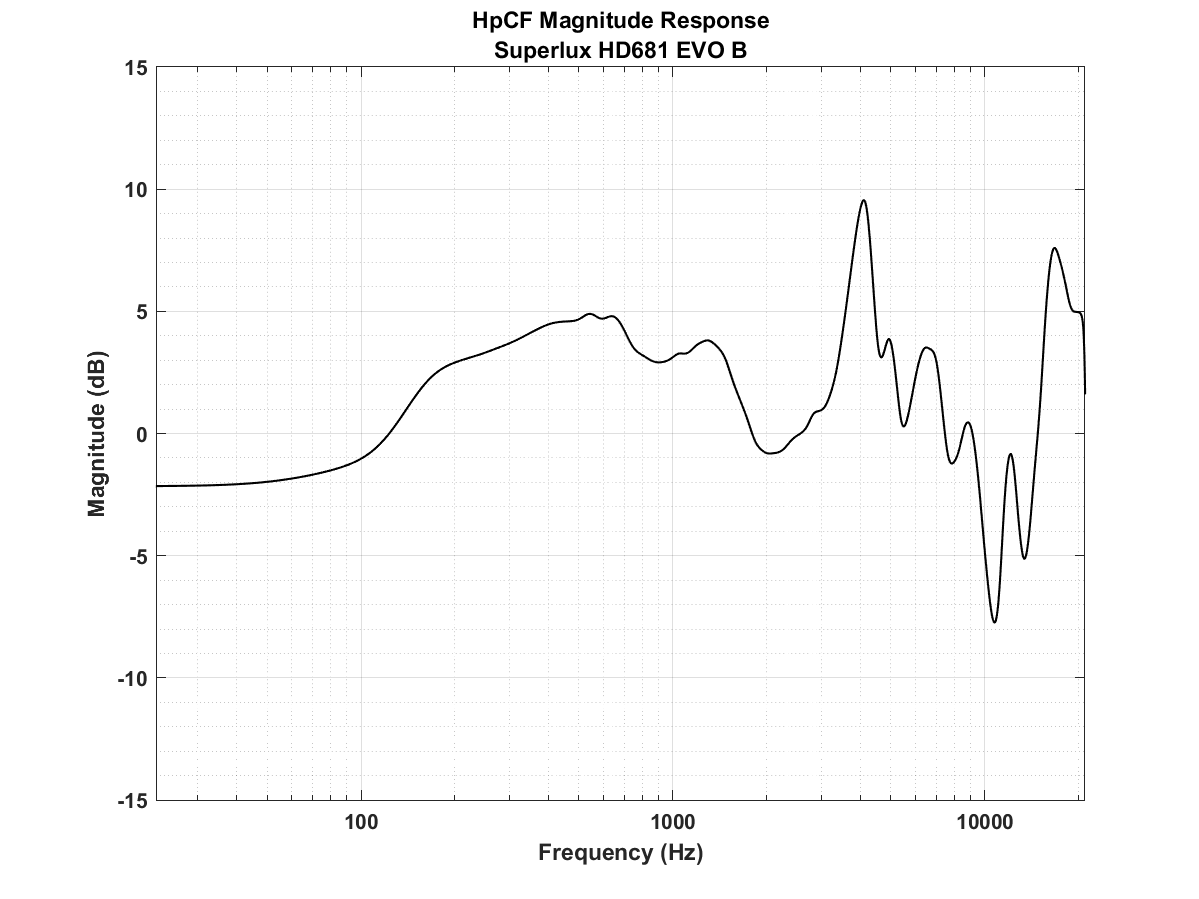 HpCF Magnitude Response
Superlux HD681 EVO B
15
10
5
0
-5
-10
-15
Magnitude (dB)
100 1000 10000
Frequency (Hz)